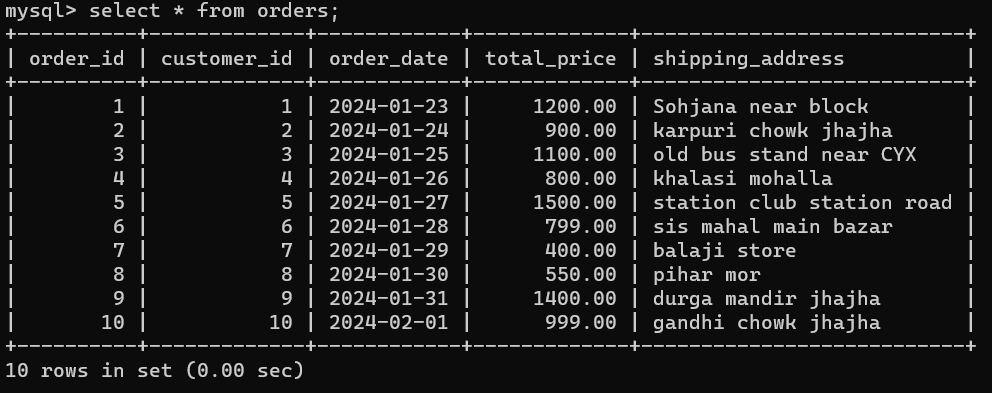 mysql> select * from orders;
+----------+-------------+------------+-------------+---------------------------+
| order_id | customer_id | order_date | total_price | shipping_address          |
+----------+-------------+------------+-------------+---------------------------+
|        1 |           1 | 2024-01-23 |     1200.00 | Sohjana near block        |
|        2 |           2 | 2024-01-24 |      900.00 | karpuri chowk jhajha      |
|        3 |           3 | 2024-01-25 |     1100.00 | old bus stand near CYX    |
|        4 |           4 | 2024-01-26 |      800.00 | khalasi mohalla           |
|        5 |           5 | 2024-01-27 |     1500.00 | station club station road |
|        6 |           6 | 2024-01-28 |      799.00 | sis mahal main bazar      |
|        7 |           7 | 2024-01-29 |      400.00 | balaji store              |
|        8 |           8 | 2024-01-30 |      550.00 | pihar mor                 |
|        9 |           9 | 2024-01-31 |     1400.00 | durga mandir jhajha       |
|       10 |          10 | 2024-02-01 |      999.00 | gandhi chowk jhajha       |
+----------+-------------+------------+-------------+---------------------------+
10 rows in set (0.00 sec)